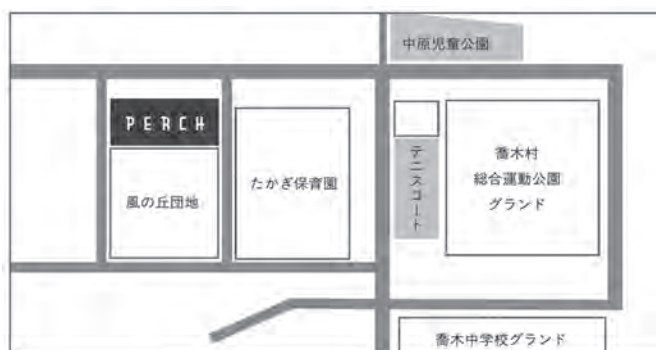 中原児童公園
PERCH
風の丘団地
たかぎ保育園
テニスコート
喬木村
総合運動公園
グランド
喬木中学校グランド